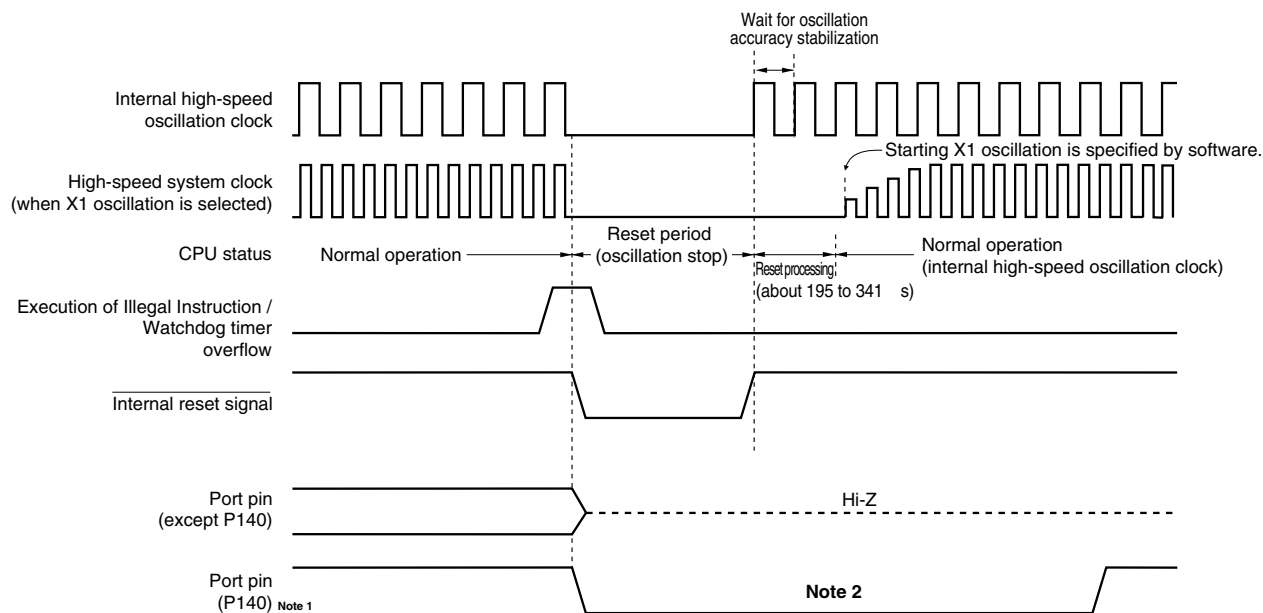 Wait for oscillation
accuracy stabilization
Internal high-speed
oscillation clock
Starting X1 oscillation is specified by software.
High-speed system clock
(when X1 oscillation is selected)
CPU status
Normal operation
Reset period
(oscillation stop)
Reset processing
(about 195 to 341 s)
Normal operation
(internal high-speed oscillation clock)
Execution of Illegal Instruction /
Watchdog timer
overflow
Internal reset signal
Port pin
(except P140)
Hi-Z
Port pin
(P140) Note 1
Note 2